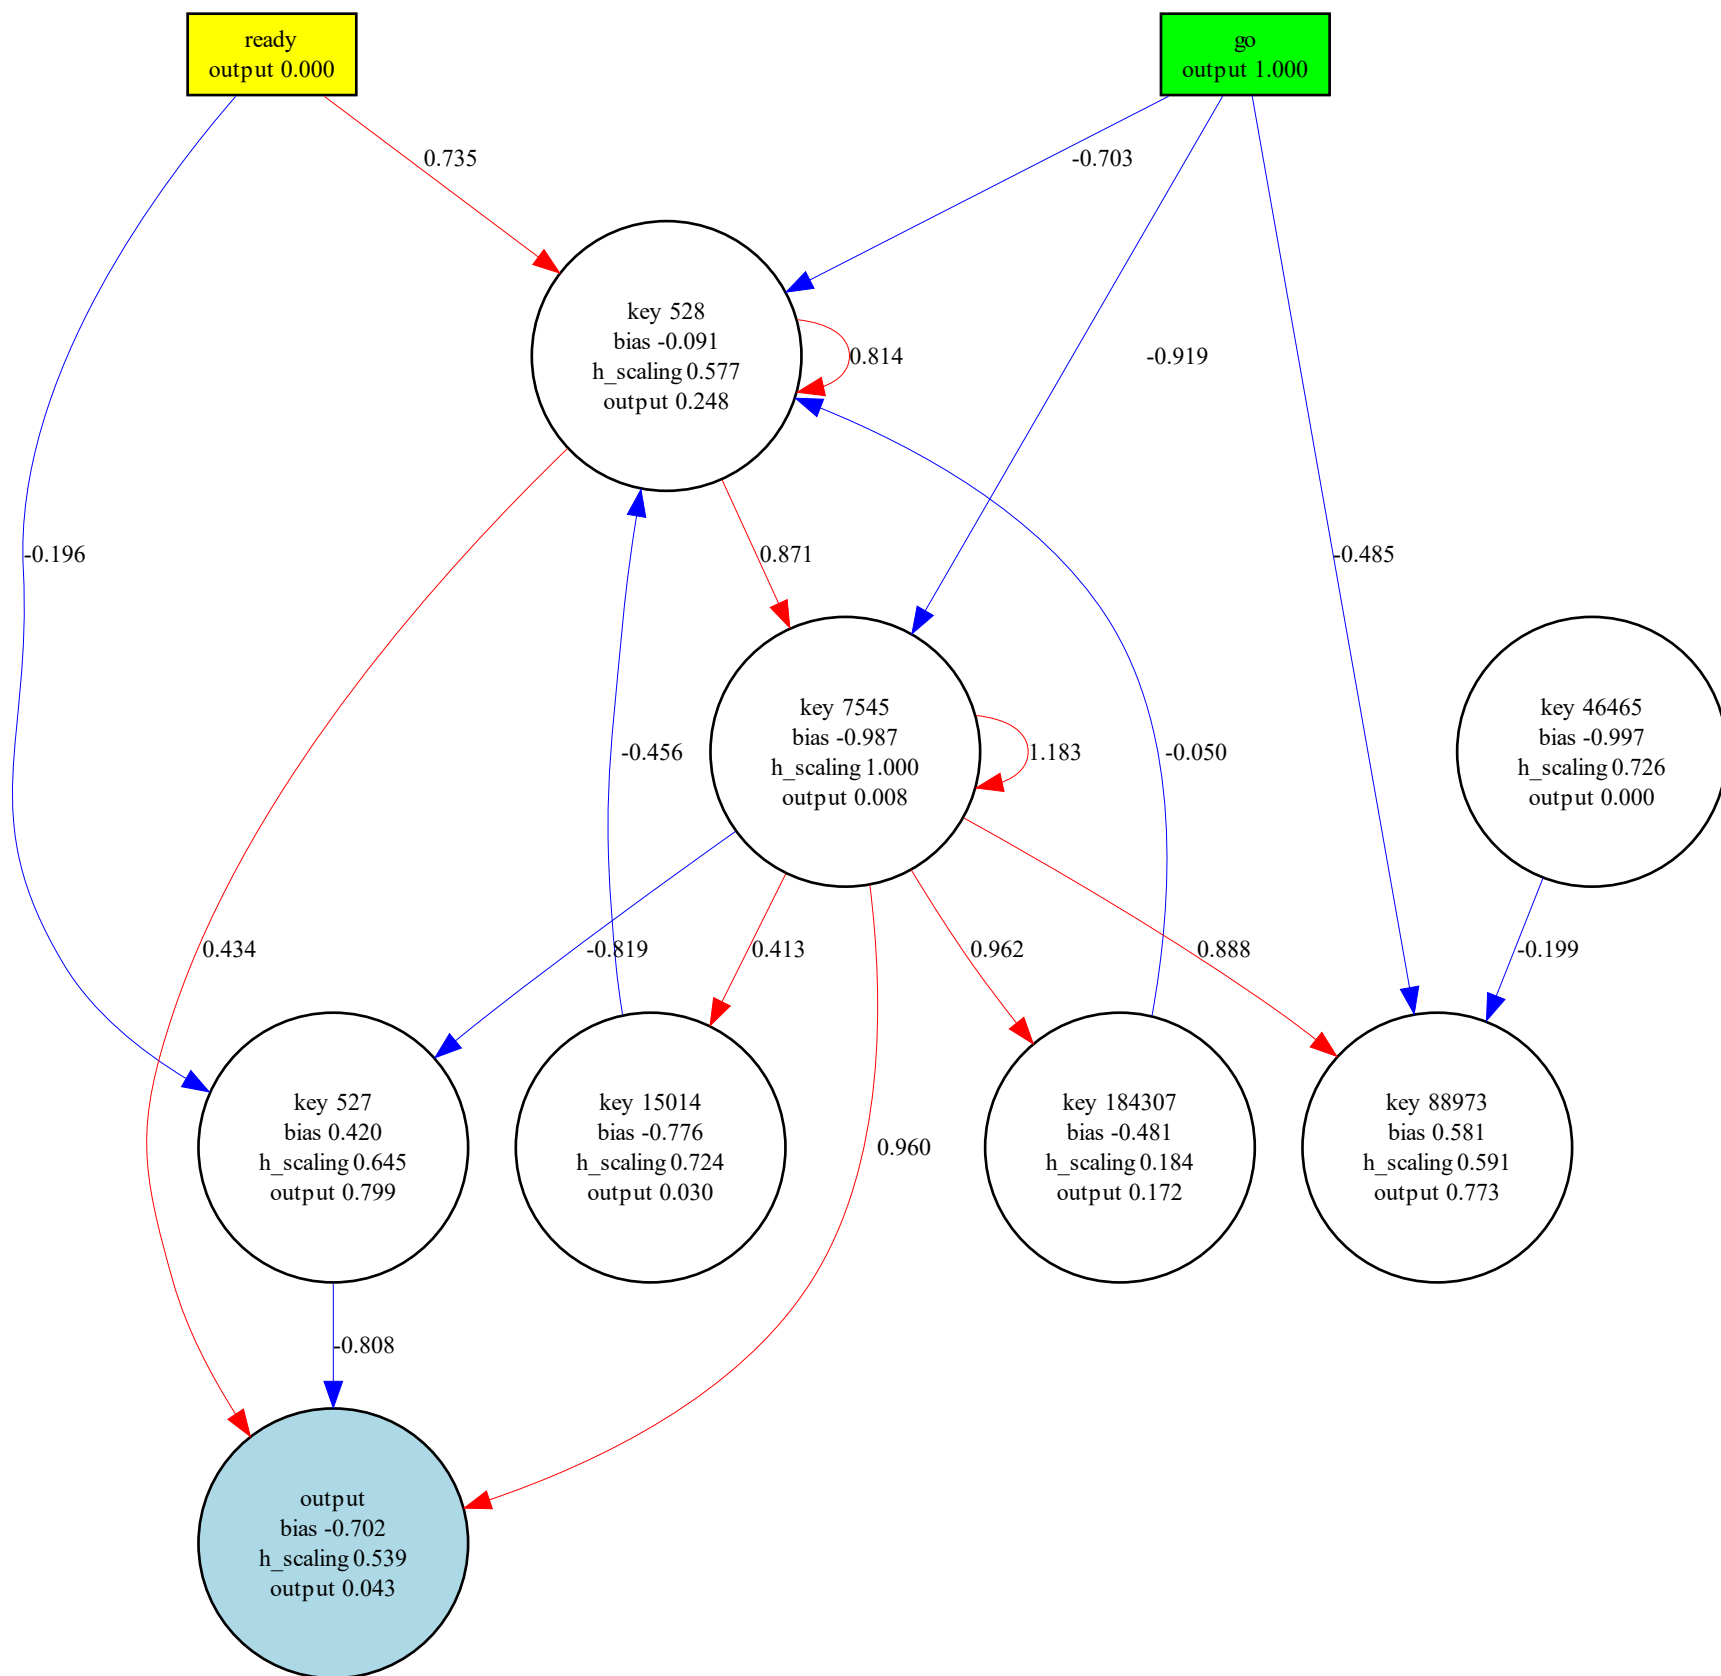 ready
output 0.000
go
output 1.000
0.735
-0.703
key 528
bias -0.091
h_scaling 0.577
output 0.248
0.814
-0.919
-0.196
0.871
-0.485
key 7545
bias -0.987
h_scaling 1.000
output 0.008
1.183
-0.456
-0.050
key 46465
bias -0.997
h_scaling 0.726
output 0.000
0.434
-0.819
0.413
0.962
0.888
-0.199
key 527
bias 0.420
h_scaling 0.645
output 0.799
key 15014
bias -0.776
h_scaling 0.724
output 0.030
0.960
key 184307
bias -0.481
h_scaling 0.184
output 0.172
key 88973
bias 0.581
h_scaling 0.591
output 0.773
-0.808
output
bias -0.702
h_scaling 0.539
output 0.043